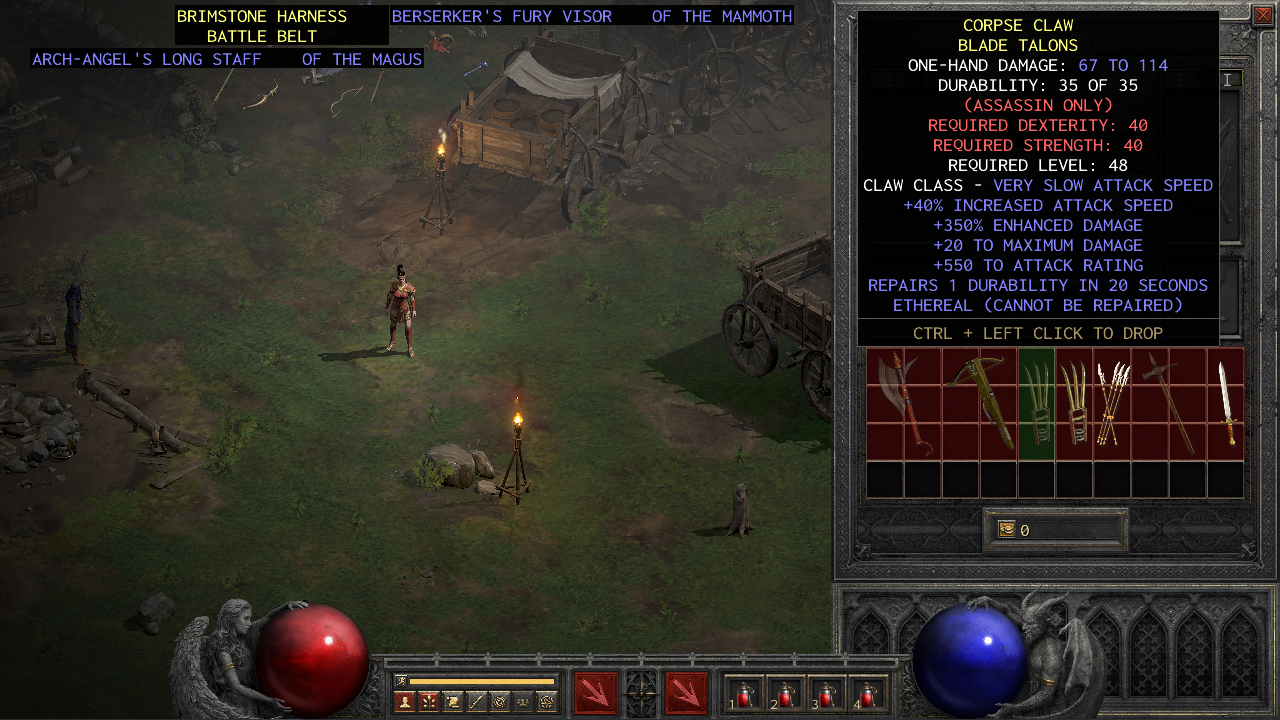 BRIMSTONE HARNESS
BATTLE BELT
BERSERKER'S FURY VISOR OF THE MAMMOTH
ARCH-ANGEL'S LONG STAFF OF THE MAGUS
CORPSE CLAW
BLADE TALONS
ONE-HAND DAMAGE: 67 TO 114
DURABILITY: 35 OF 35
(ASSASSIN ONLY)
REQUIRED DEXTERITY: 40
REQUIRED STRENGTH: 40
REQUIRED LEVEL: 48
CLAW CLASS - VERY SLOW ATTACK SPEED
+40% INCREASED ATTACK SPEED
+350% ENHANCED DAMAGE
+20 TO MAXIMUM DAMAGE
+550 TO ATTACK RATING
REPAIRS 1 DURABILITY IN 20 SECONDS
ETHEREAL (CANNOT BE REPAIRED)
CTRL + LEFT CLICK TO DROP
I
0
1 2 3 4